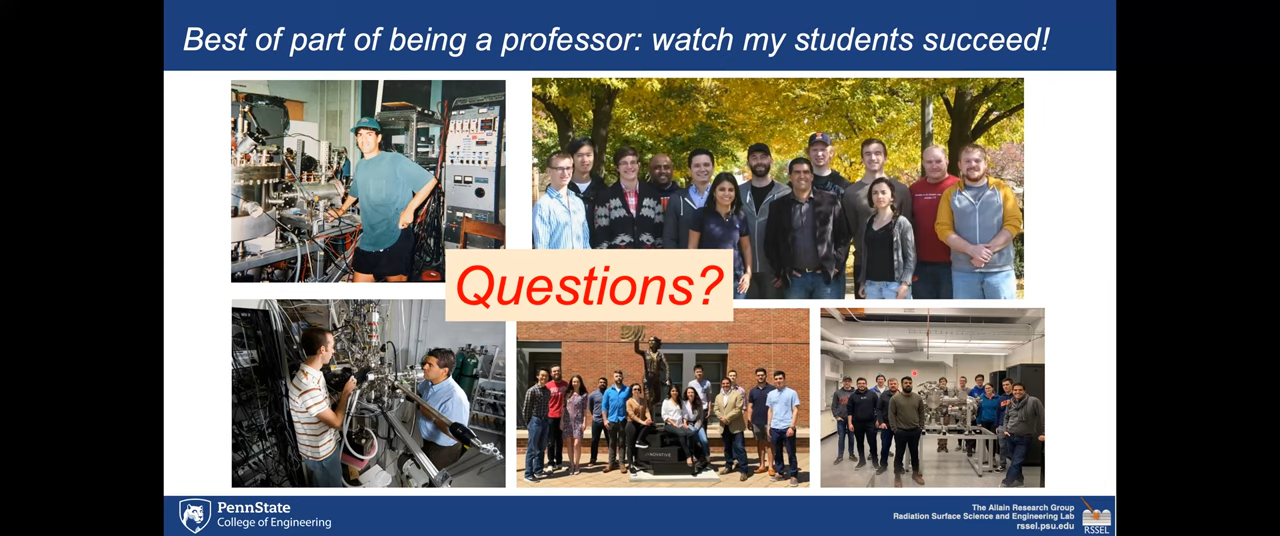 Best of part of being a professor: watch my students succeed!
Questions?
PennState
College of Engineering
The Allain Research Group
Radiation Surface Science and Engineering Lab
rssel.psu.edu
RSSEL